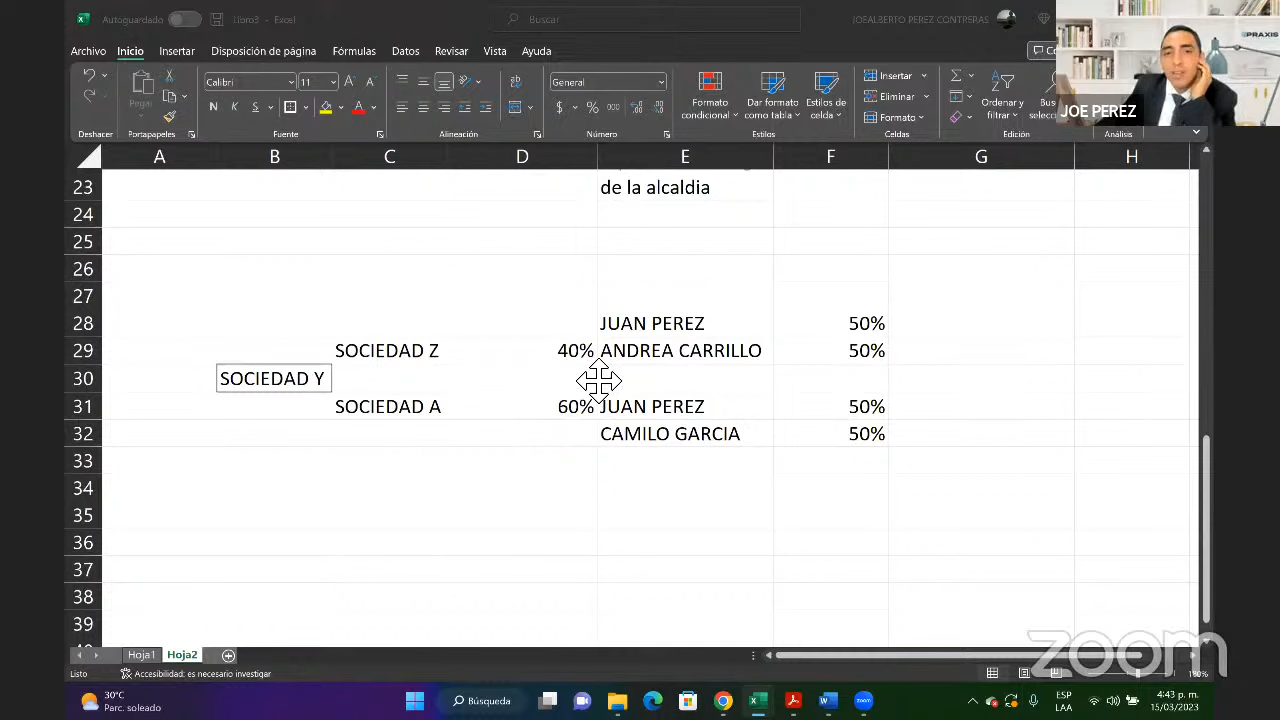 Autoguardado
Libro3 - Excel
Buscar
JOEALBERTO PEREZ CONTRERAS
Archivo Inicio Insertar Disposición de página Fórmulas Datos Revisar Vista Ayuda
Deshacer
Pegar
Portapapeles
Calibri 11
N K S
Fuente
Alineación
General
$ % 000
Número
Formato condicional
Dar formato como tabla
Estilos de celda
Estilos
Insertar
Eliminar
Formato
Celdas
Ordenar y filtrar
Edición
Análisis
PRAXIS
JOE PEREZ
A B C D E F G H
23 de la alcaldia
24
25
26
27
28 JUAN PEREZ 50%
29 SOCIEDAD Z 40% ANDREA CARRILLO 50%
30 SOCIEDAD Y
31 SOCIEDAD A 60% JUAN PEREZ 50%
32 CAMILO GARCIA 50%
33
34
35
36
37
38
39
Hoja1 Hoja2
zoom
Listo
Accesibilidad: es necesario investigar
30°C
Parc. soleado
Búsqueda
zoom
ESP
LAA
4:43 p. m.
15/03/2023